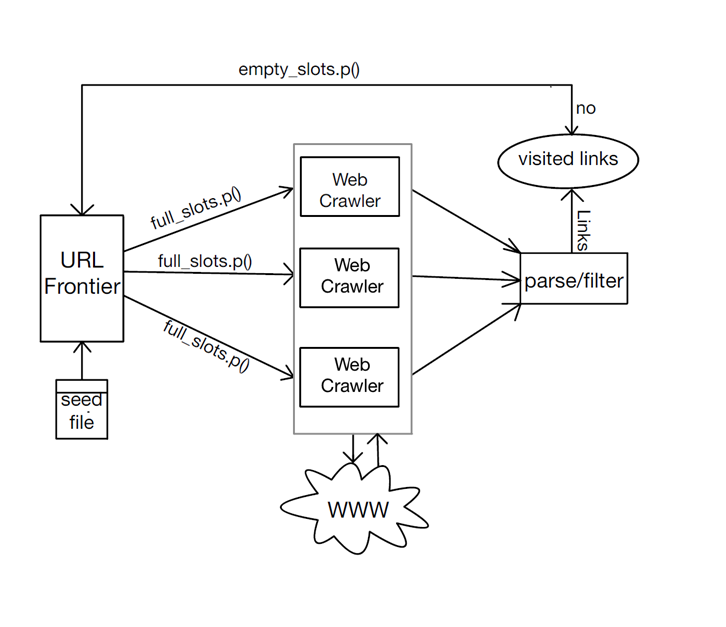 empty_slots.p()
no
visited links
Links
full_slots.p()
full_slots.p()
full_slots.p()
Web
Crawler
Web
Crawler
Web
Crawler
URL
Frontier
parse/filter
seed
file
WWW